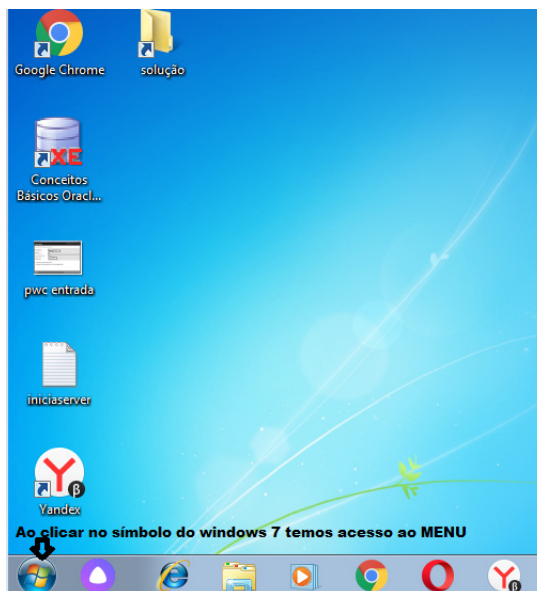 Google Chrome
solução
Conceitos
Básicos Oracl...
pwc entrada
iniciaserver
Yandex
Ao clicar no símbolo do windows 7 temos acesso ao MENU